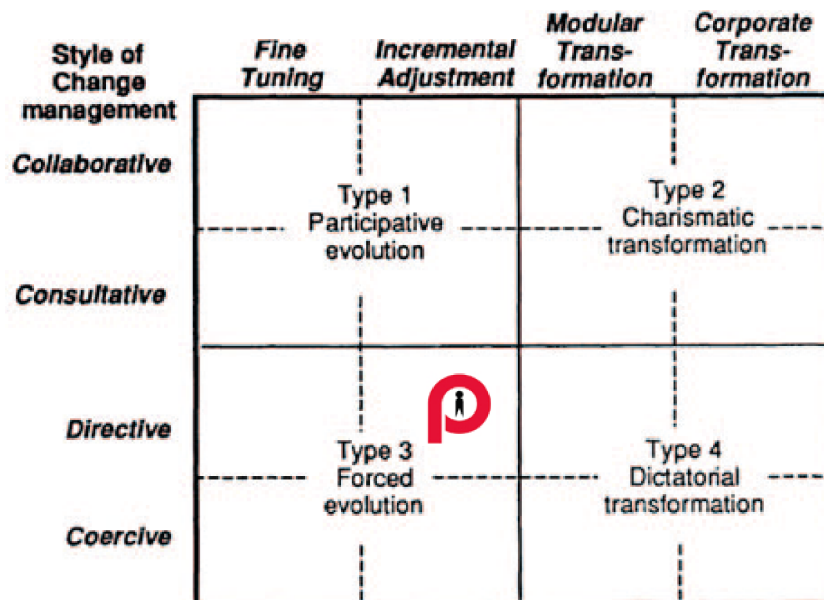 Style of
Change
management
Fine
Tuning
Incremental
Adjustment
Modular
Trans-
formation
Corporate
Trans-
formation
Collaborative
Type 1
Participative
evolution
Type 2
Charismatic
transformation
Consultative
Directive
Type 3
Forced
evolution
Type 4
Dictatorial
transformation
Coercive